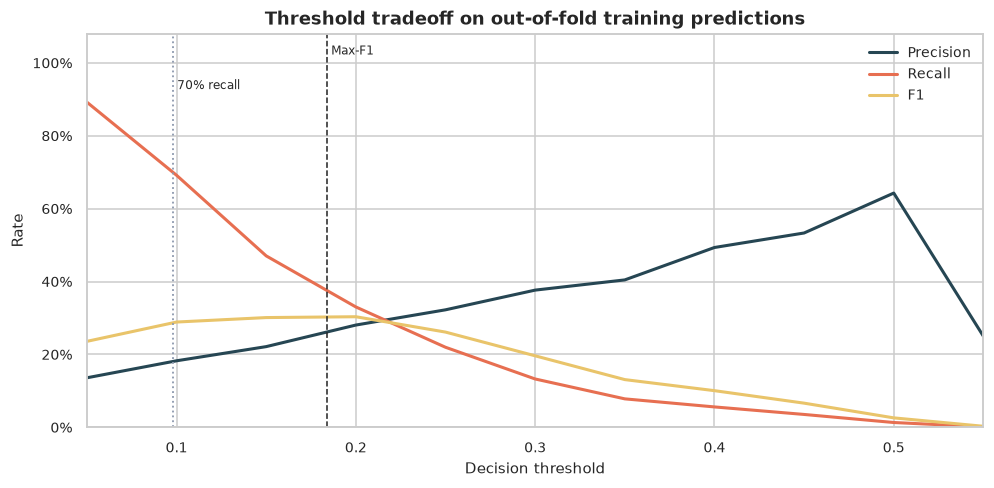 Threshold tradeoff on out-of-fold training predictions
Max-F1
70% recall
Precision
Recall
F1
100%
80%
60%
40%
20%
0%
Rate
0.1
0.2
0.3
0.4
0.5
Decision threshold